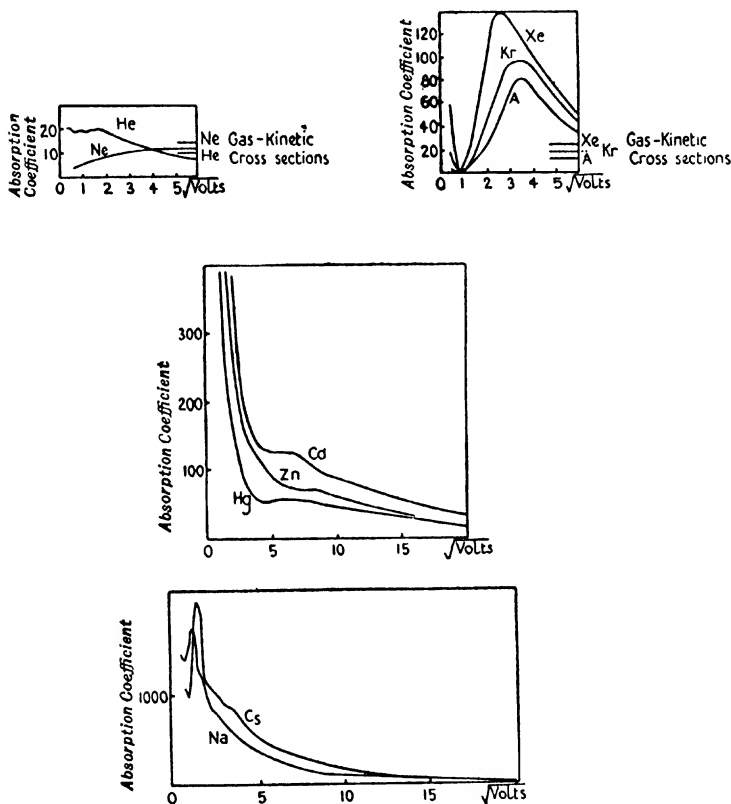 Absorption Coefficient
20
10
He
Ne
1 2 3 4 5 √Volts
Ne Gas-Kinetic
He Cross sections
Absorption Coefficient
120
100
80
60
40
20
Xe
Kr
A
0 1 2 3 4 5 √Volts
Xe Kr Gas-Kinetic
A Cross sections
Absorption Coefficient
300
200
100
Cd
Zn
Hg
0 5 10 15 √Volts
Absorption Coefficient
1000
Cs
Na
0 5 10 15 √Volts